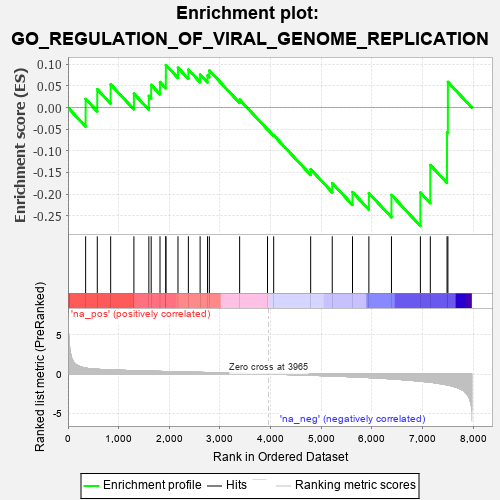 Enrichment plot:
GO_REGULATION_OF_VIRAL_GENOME_REPLICATION
Enrichment score (ES)
0.10
0.05
0.00
-0.05
-0.10
-0.15
-0.20
-0.25
'na_pos' (positively correlated)
Ranked list metric (PreRanked)
5
0
-5
Zero cross at 3965
'na_neg' (negatively correlated)
0 1,000 2,000 3,000 4,000 5,000 6,000 7,000 8,000
Rank in Ordered Dataset
Enrichment profile Hits Ranking metric scores